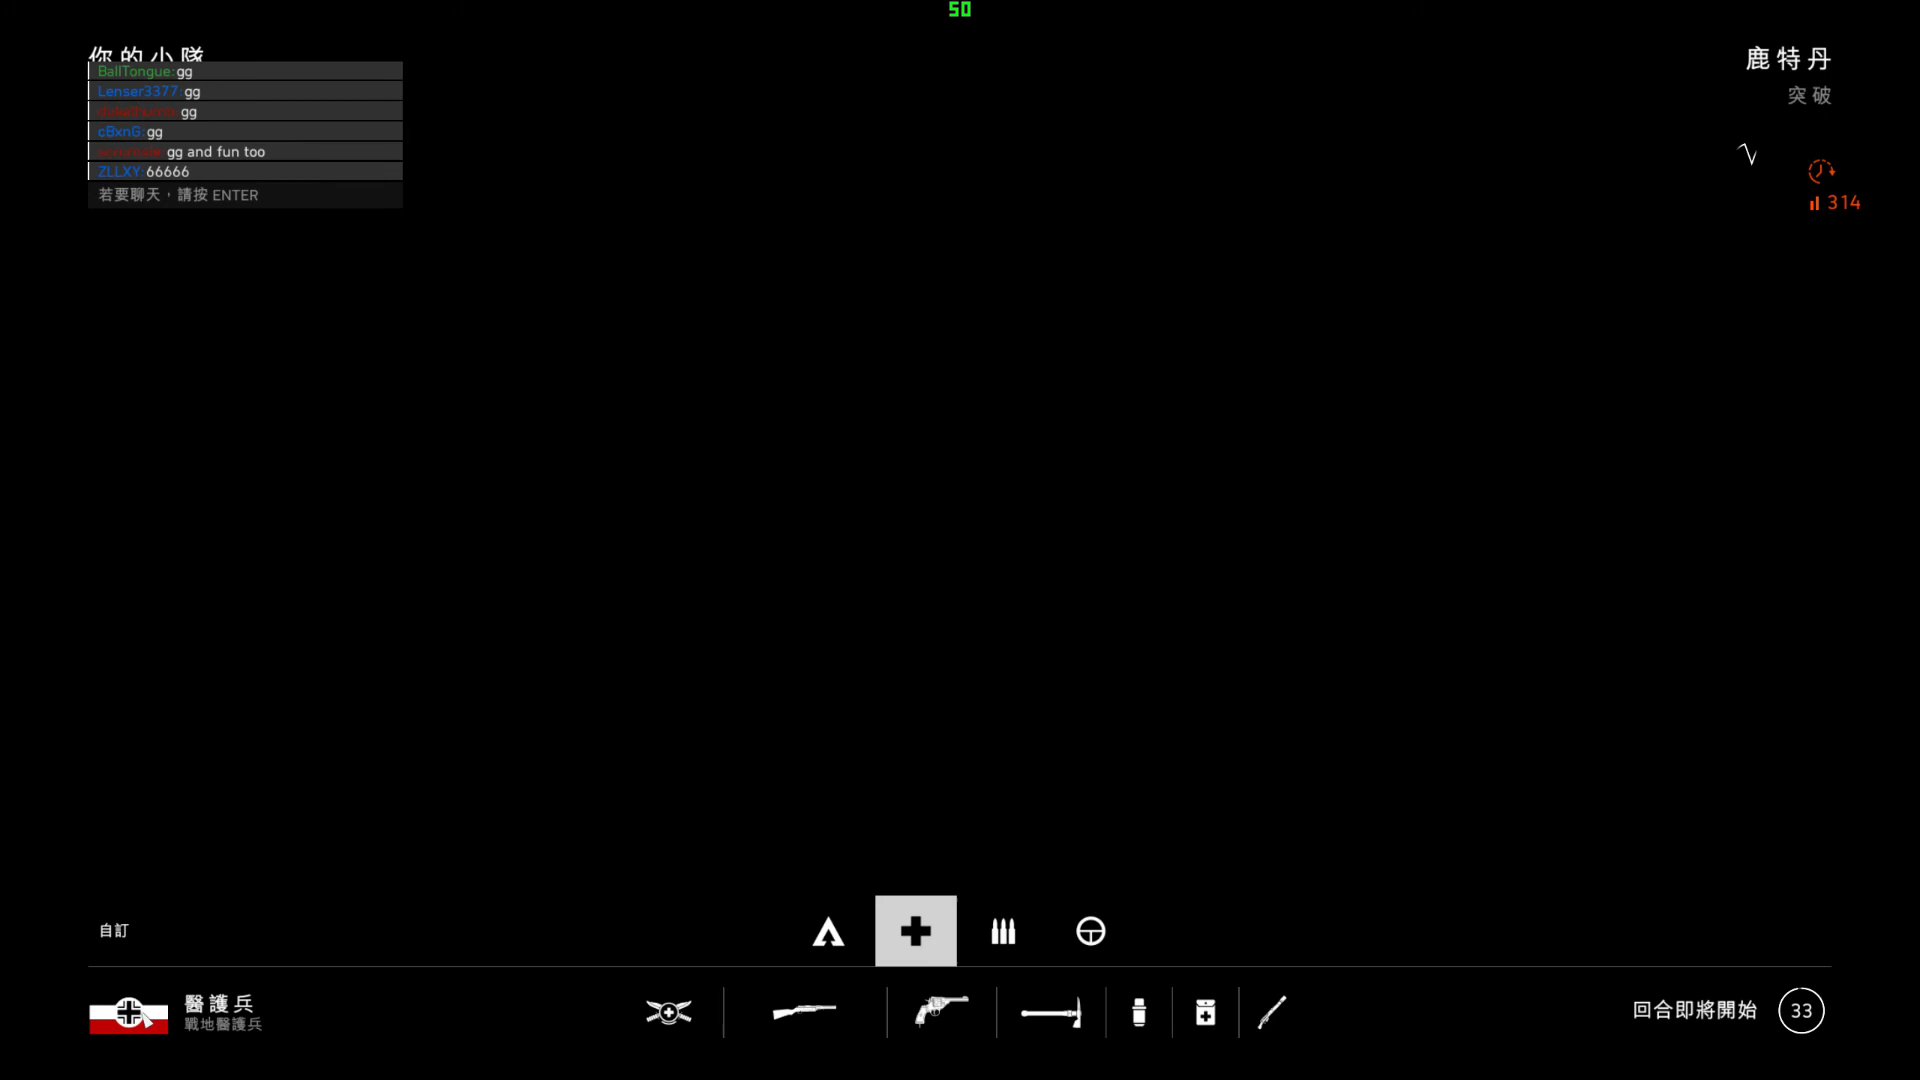 50
你的小隊
BallTongue: gg
Lenser3377: gg
gg
cBxnG: gg
gg and fun too
ZLLXY: 66666
若要聊天，請按 ENTER
鹿特丹
突破
314
自訂
醫護兵
戰地醫護兵
回合即將開始 33